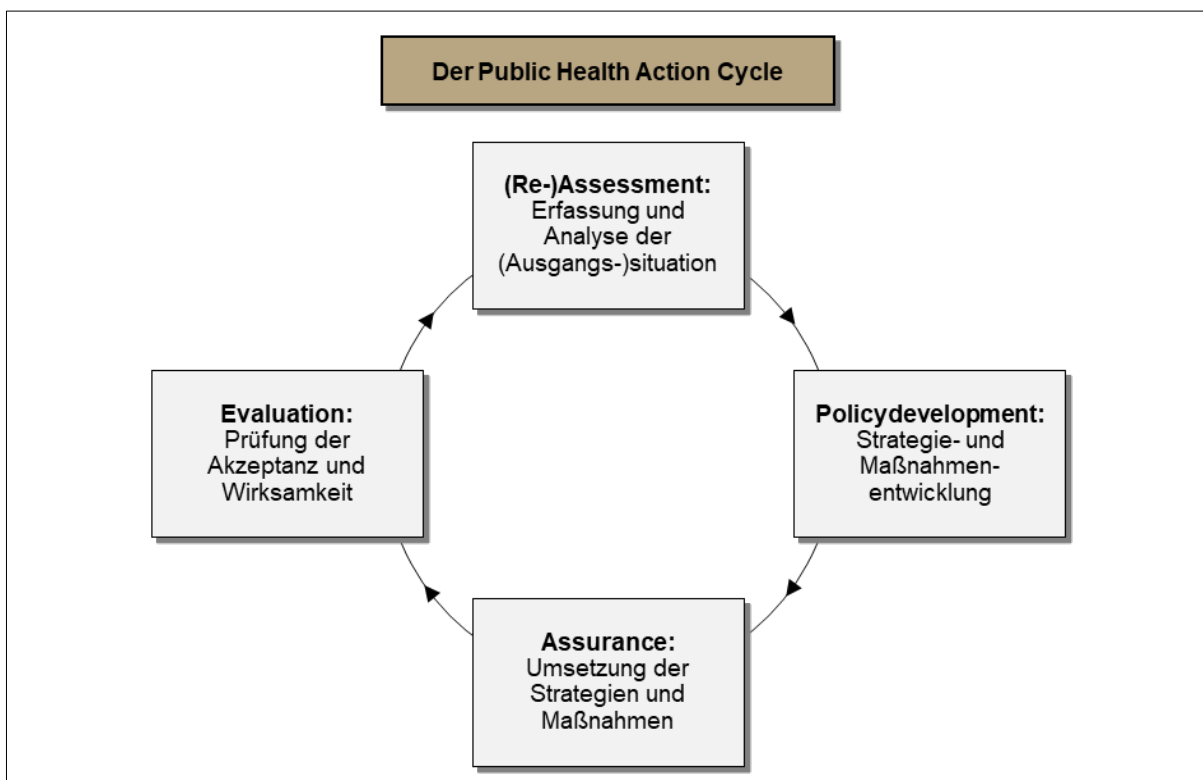 Der Public Health Action Cycle
(Re-)Assessment:
Erfassung und
Analyse der
(Ausgangs-)situation
Policydevelopment:
Strategie- und
Maßnahmen-
entwicklung
Assurance:
Umsetzung der
Strategien und
Maßnahmen
Evaluation:
Prüfung der
Akzeptanz und
Wirksamkeit